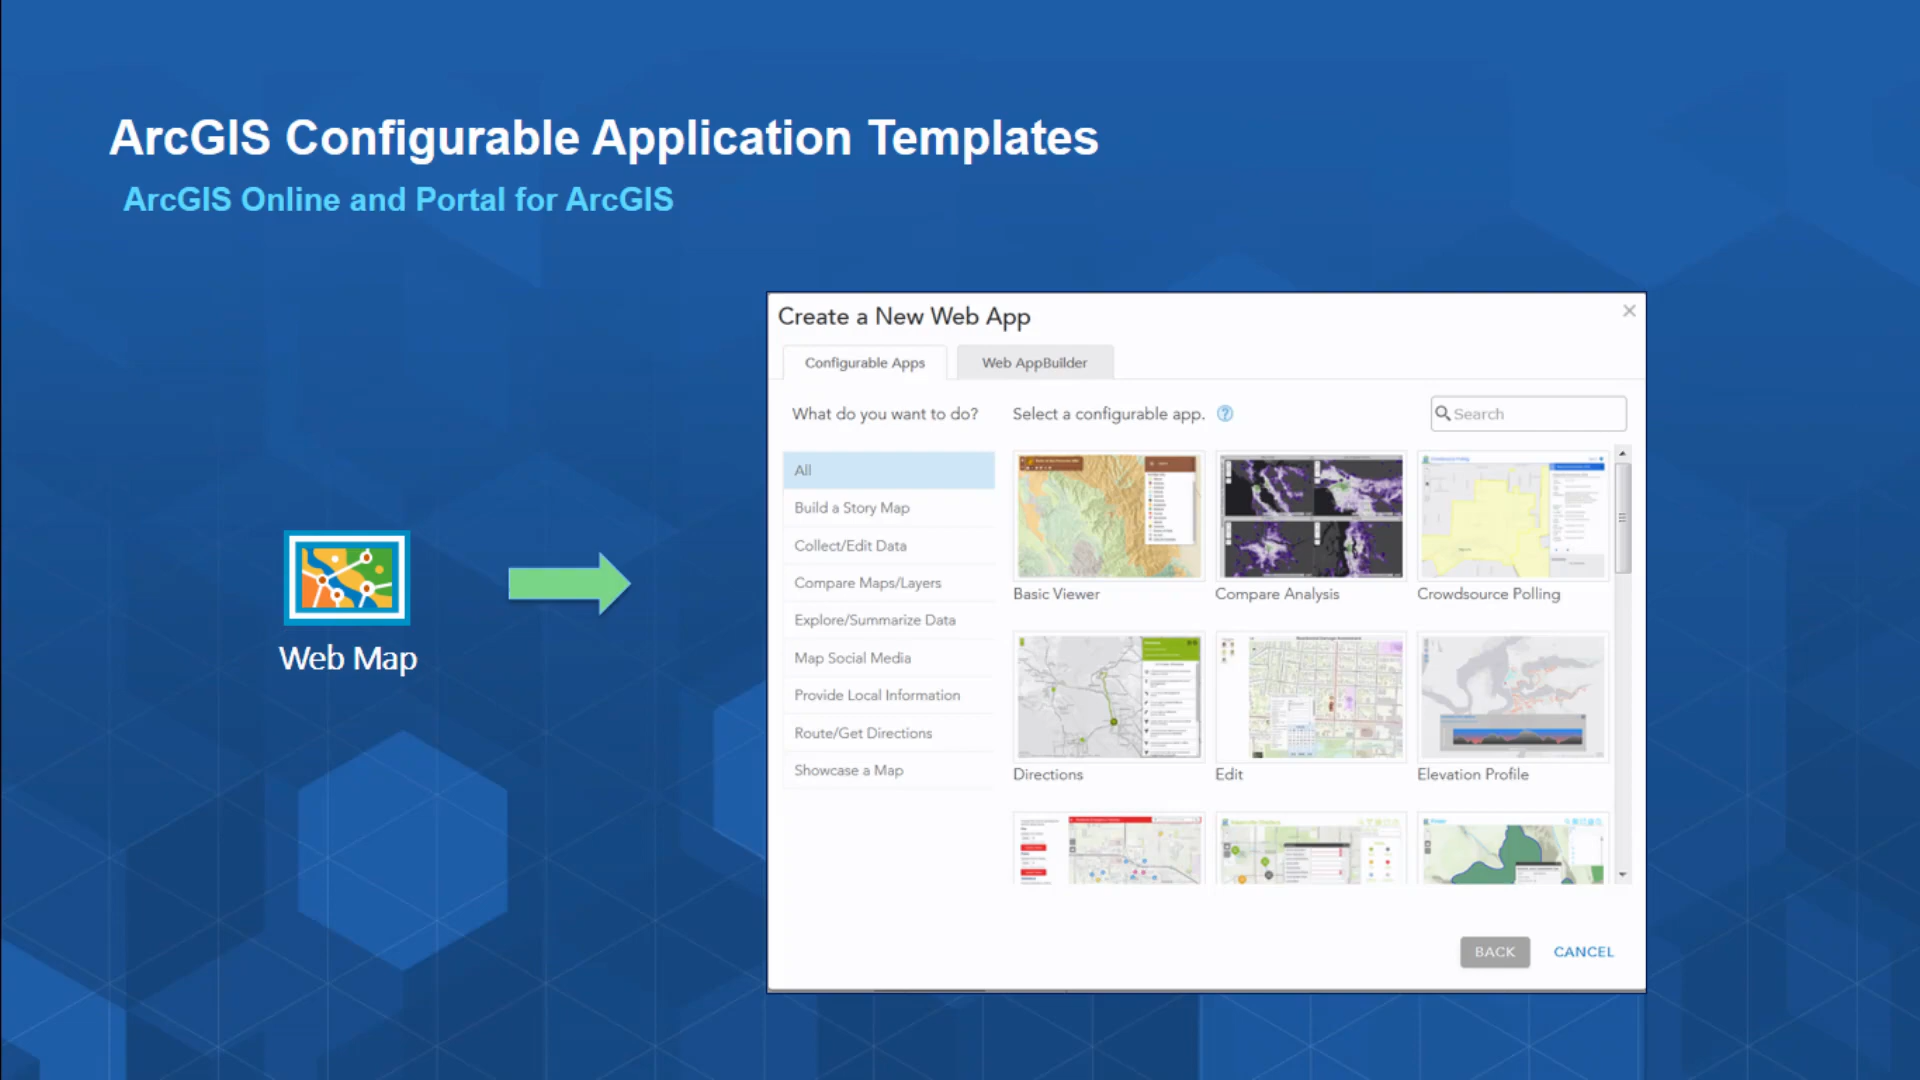 ArcGIS Configurable Application Templates
ArcGIS Online and Portal for ArcGIS
Web Map
Create a New Web App
Configurable Apps
Web AppBuilder
What do you want to do?
Select a configurable app.
Search
All
Build a Story Map
Collect/Edit Data
Compare Maps/Layers
Explore/Summarize Data
Map Social Media
Provide Local Information
Route/Get Directions
Showcase a Map
Basic Viewer
Compare Analysis
Crowdsource Polling
Directions
Edit
Elevation Profile
BACK
CANCEL